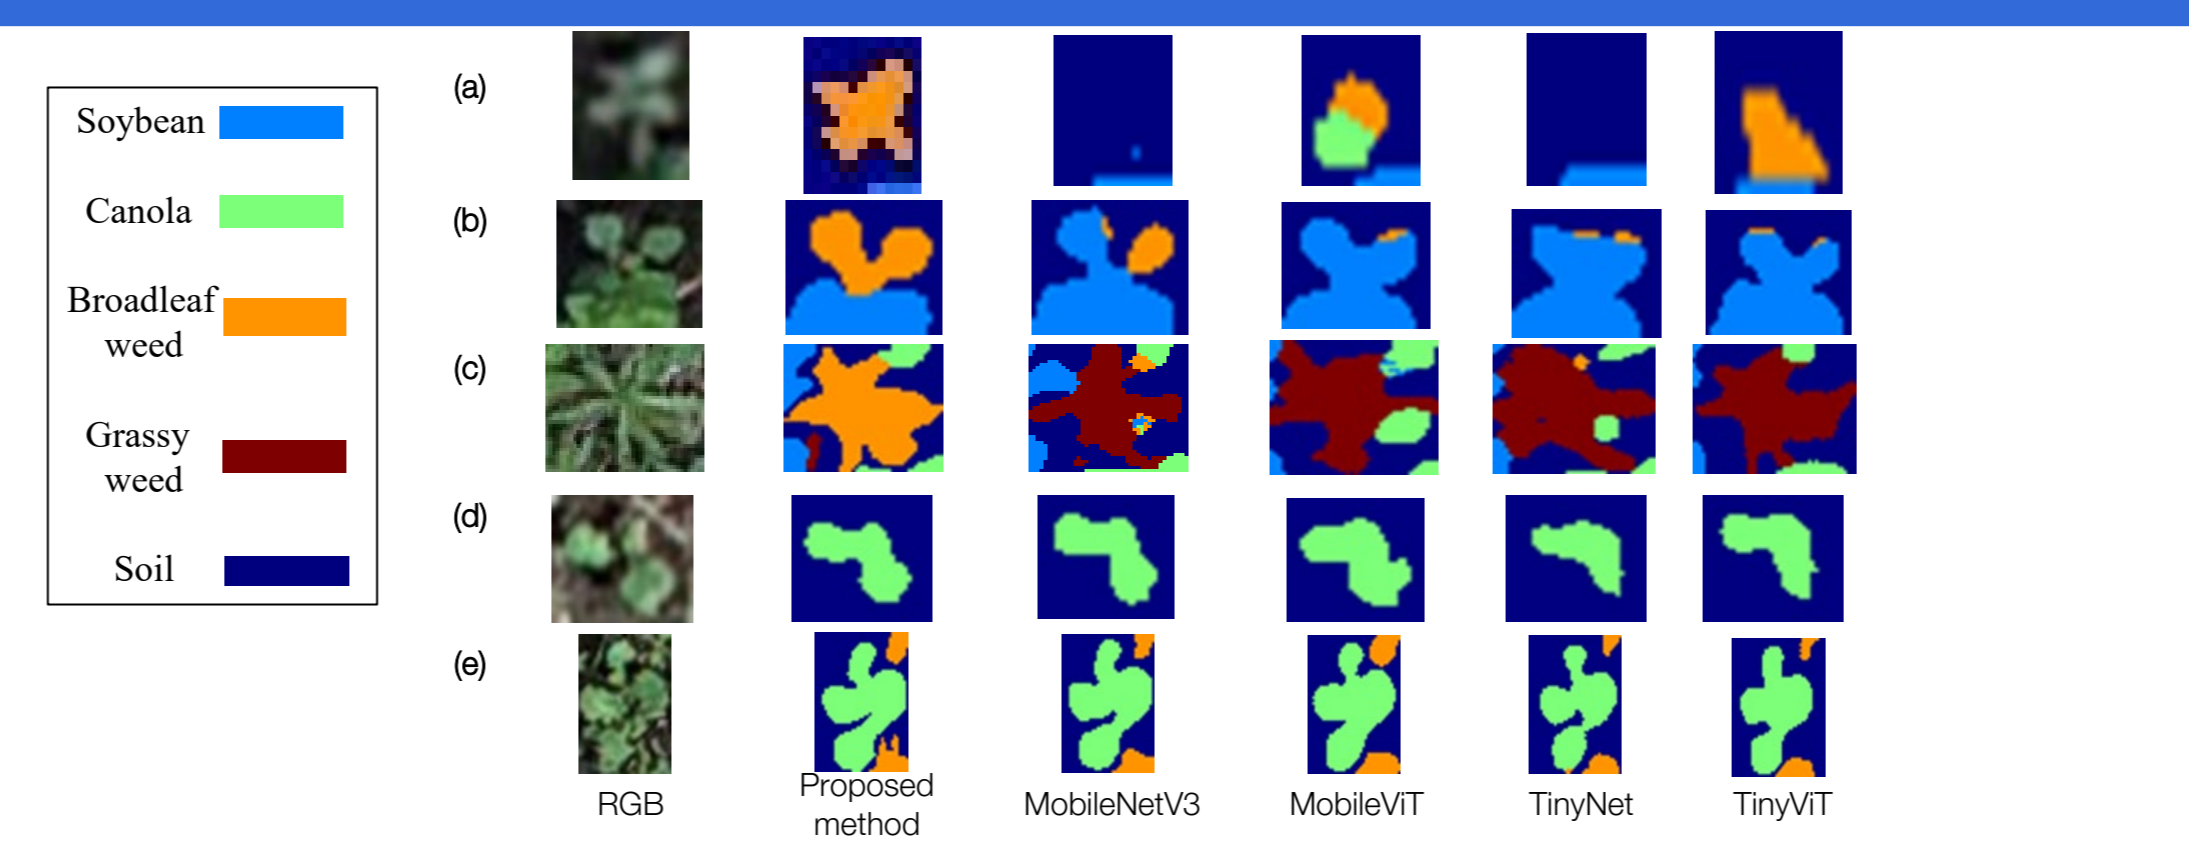 Soybean
Canola
Broadleaf
weed
Grassy
weed
Soil
(a)
(b)
(c)
(d)
(e)
RGB
Proposed
method
MobileNetV3
MobileViT
TinyNet
TinyViT